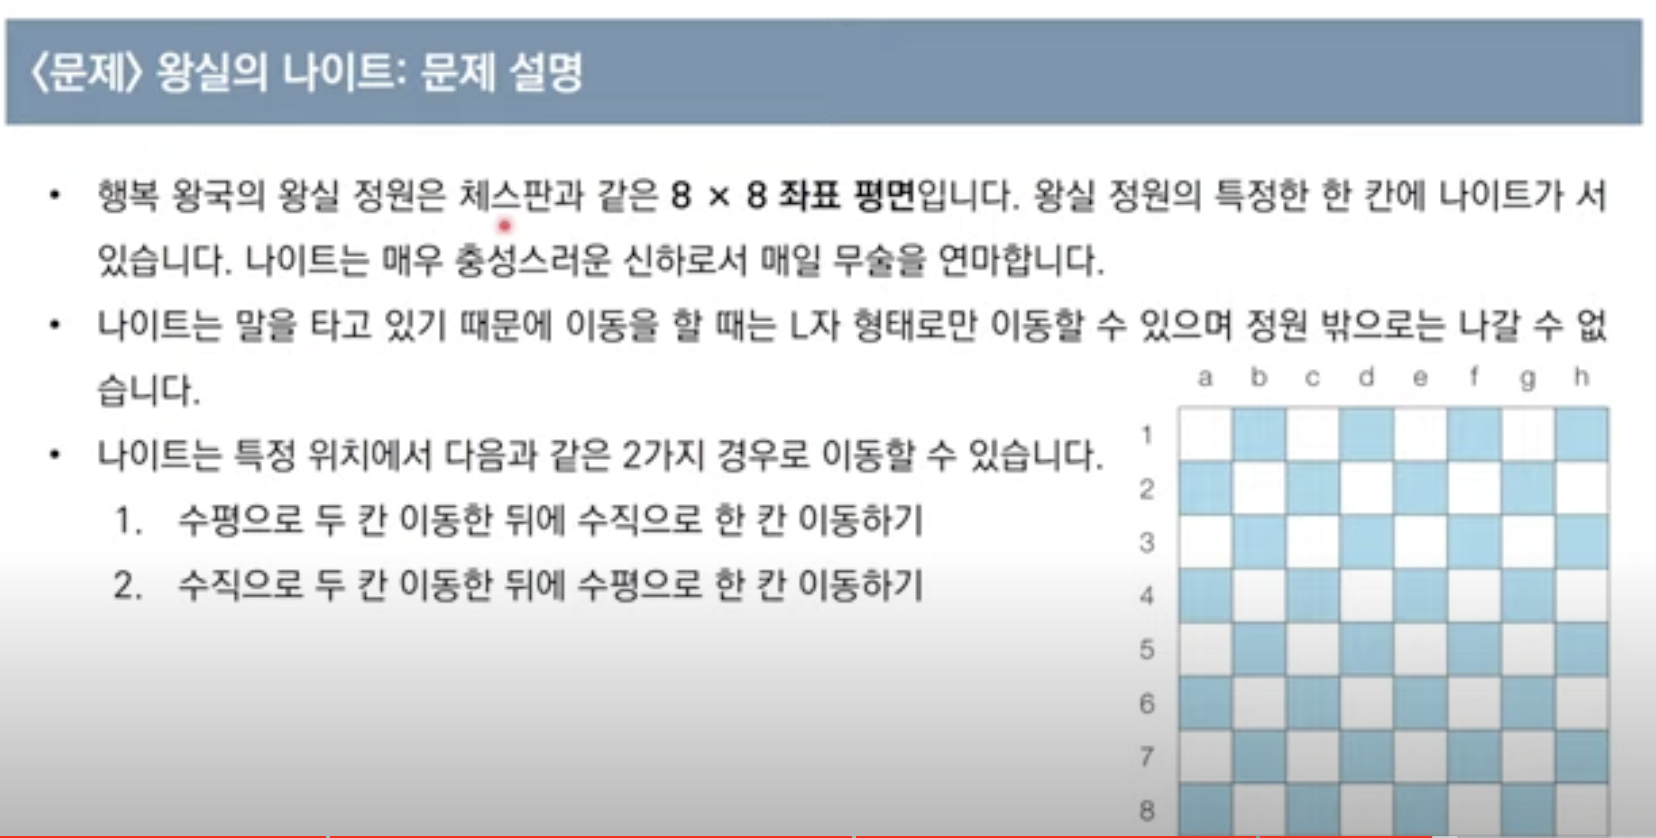 〈문제〉 왕실의 나이트: 문제 설명
• 행복 왕국의 왕실 정원은 체스판과 같은 8 × 8 좌표 평면입니다. 왕실 정원의 특정한 한 칸에 나이트가 서
있습니다. 나이트는 매우 충성스러운 신하로서 매일 무술을 연마합니다.
• 나이트는 말을 타고 있기 때문에 이동을 할 때는 L자 형태로만 이동할 수 있으며 정원 밖으로는 나갈 수 없
습니다.
• 나이트는 특정 위치에서 다음과 같은 2가지 경우로 이동할 수 있습니다.
1. 수평으로 두 칸 이동한 뒤에 수직으로 한 칸 이동하기
2. 수직으로 두 칸 이동한 뒤에 수평으로 한 칸 이동하기
a b c d e f g h
1
2
3
4
5
6
7
8